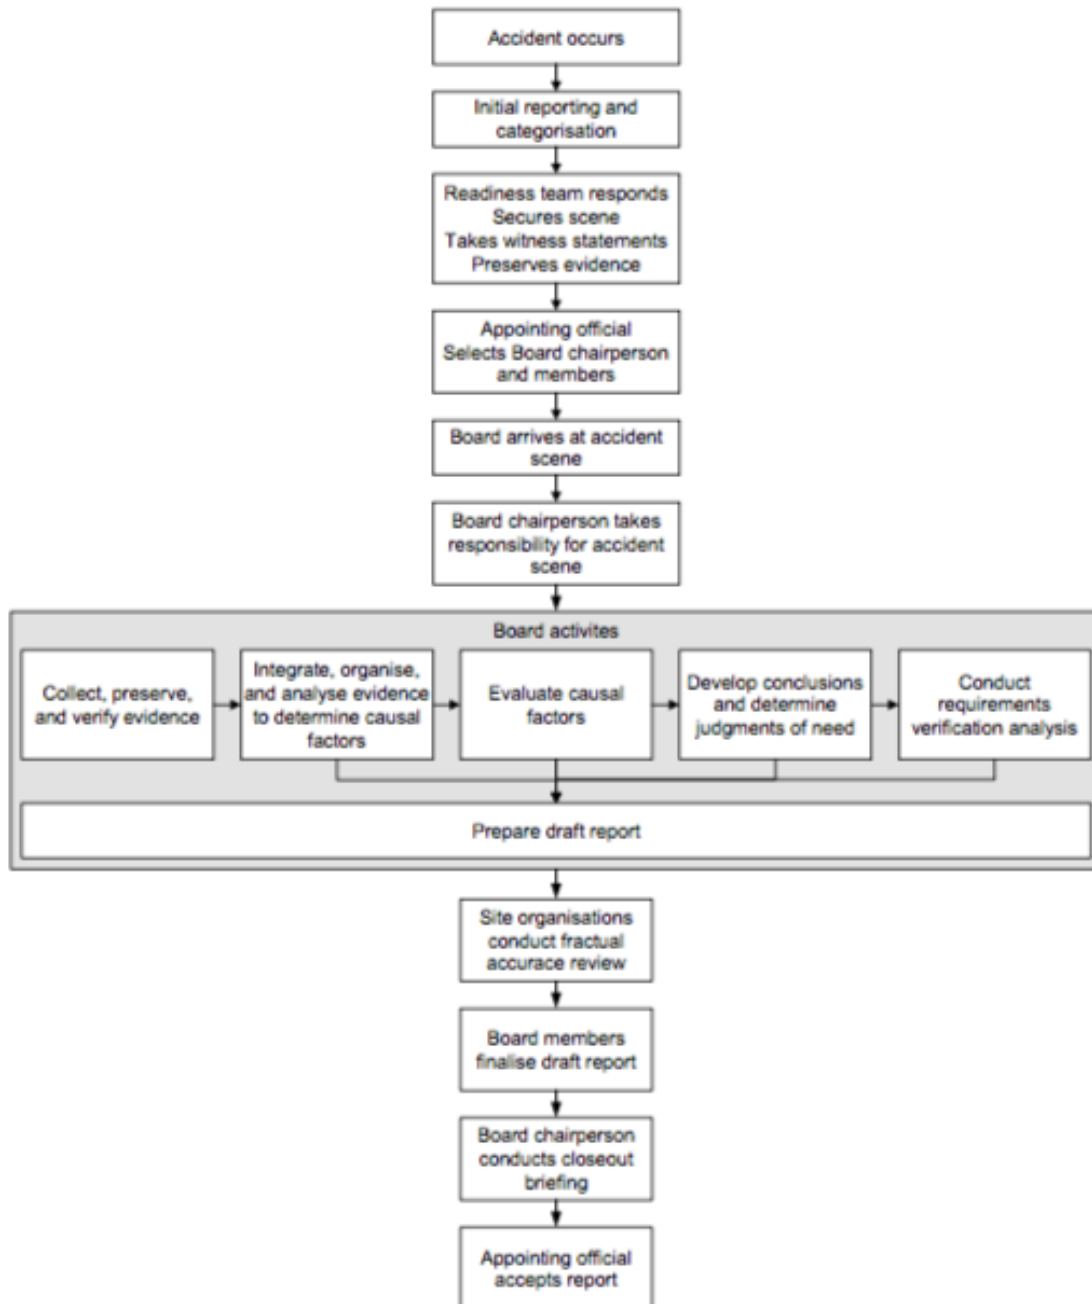 Accident occurs
Initial reporting and
categorisation
Readiness team responds
Secures scene
Takes witness statements
Preserves evidence
Appointing official
Selects Board chairperson
and members
Board arrives at accident
scene
Board chairperson takes
responsibility for accident
scene
Board activites
Collect, preserve,
and verify evidence
Integrate, organise,
and analyse evidence
to determine causal
factors
Evaluate causal
factors
Develop conclusions
and determine
judgments of need
Conduct
requirements
verification analysis
Prepare draft report
Site organisations
conduct fractual
accurace review
Board members
finalise draft report
Board chairperson
conducts closeout
briefing
Appointing official
accepts report